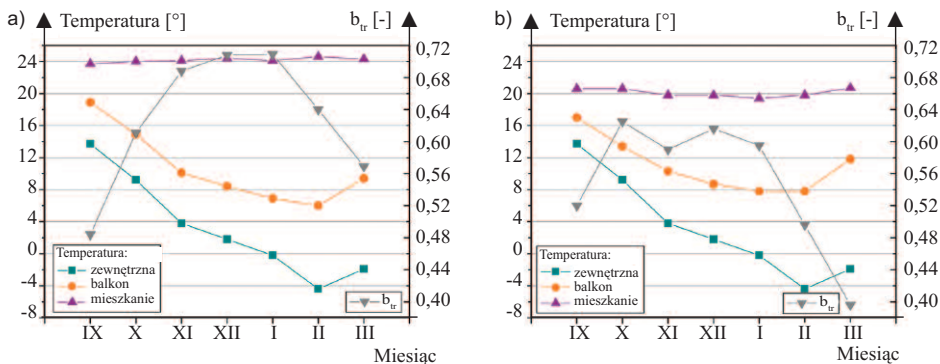 a) Temperatura [°] b_tr [-]
24
20
16
12
8
4
0
-4
-8
0,72
0,68
0,64
0,60
0,56
0,52
0,48
0,44
0,40
Temperatura:
zewnętrzna
balkon
mieszkanie
b_tr
IX X XI XII I II III
Miesiąc
b) Temperatura [°] b_tr [-]
24
20
16
12
8
4
0
-4
-8
0,72
0,68
0,64
0,60
0,56
0,52
0,48
0,44
0,40
Temperatura:
zewnętrzna
balkon
mieszkanie
b_tr
IX X XI XII I II III
Miesiąc